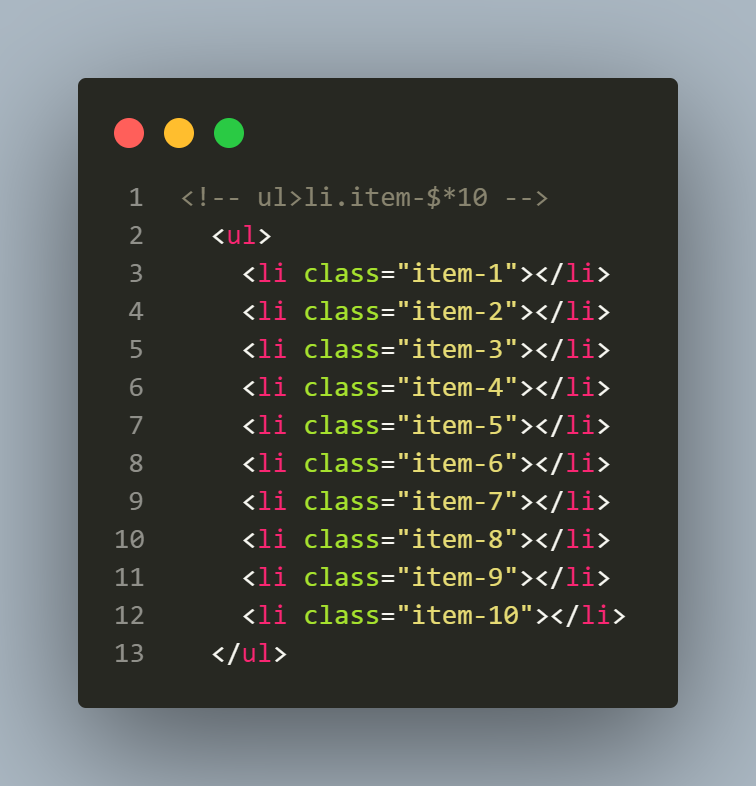 1 <!-- ul>li.item-$*10 -->
2 <ul>
3 <li class="item-1"></li>
4 <li class="item-2"></li>
5 <li class="item-3"></li>
6 <li class="item-4"></li>
7 <li class="item-5"></li>
8 <li class="item-6"></li>
9 <li class="item-7"></li>
10 <li class="item-8"></li>
11 <li class="item-9"></li>
12 <li class="item-10"></li>
13 </ul>